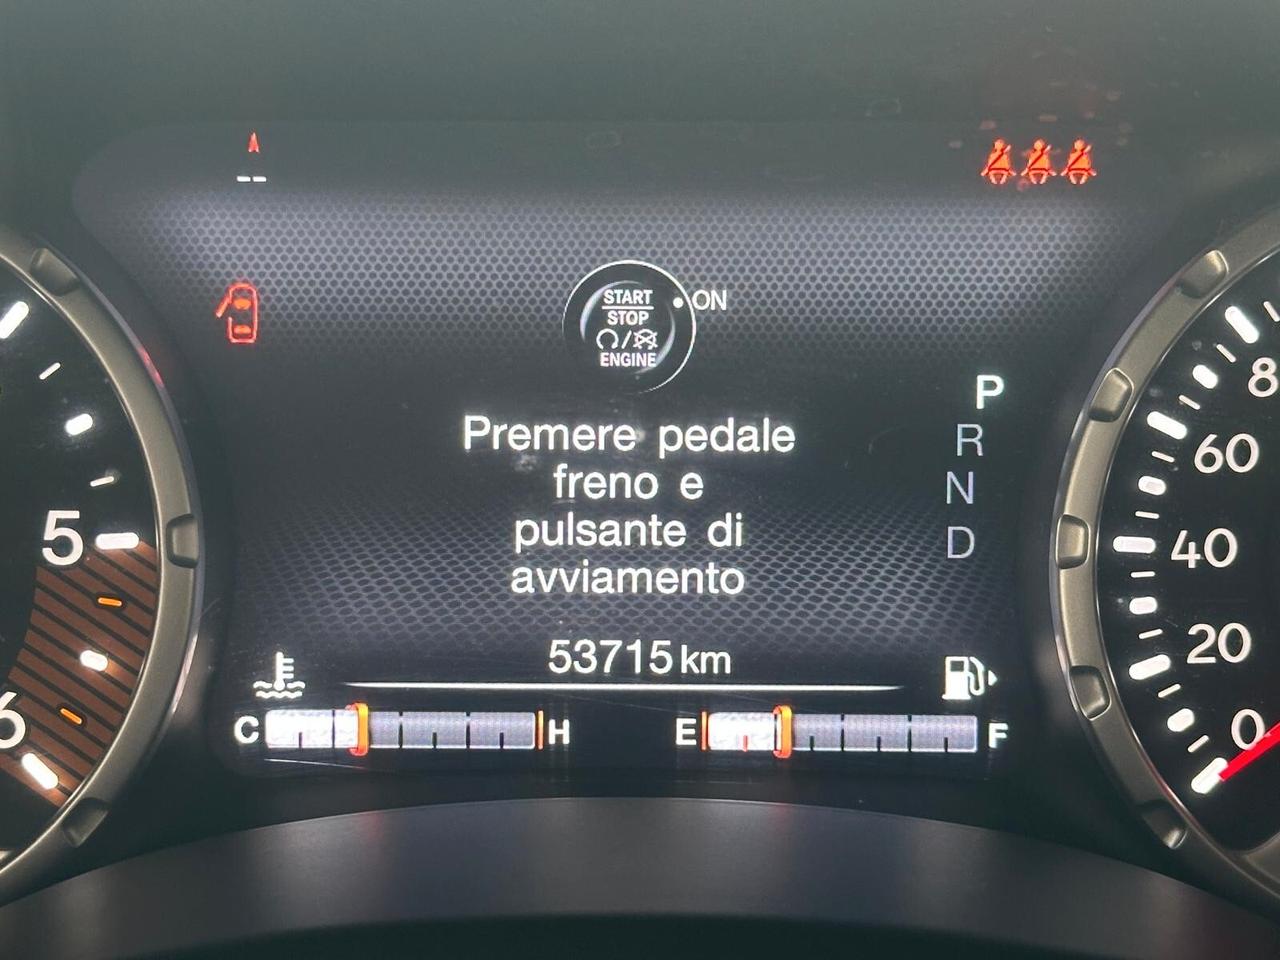 --
START
STOP
ENGINE
ON
Premere pedale
freno e
pulsante di
avviamento
P
R
N
D
53715 km
C
H
E
F
5
6
8
60
40
20
0